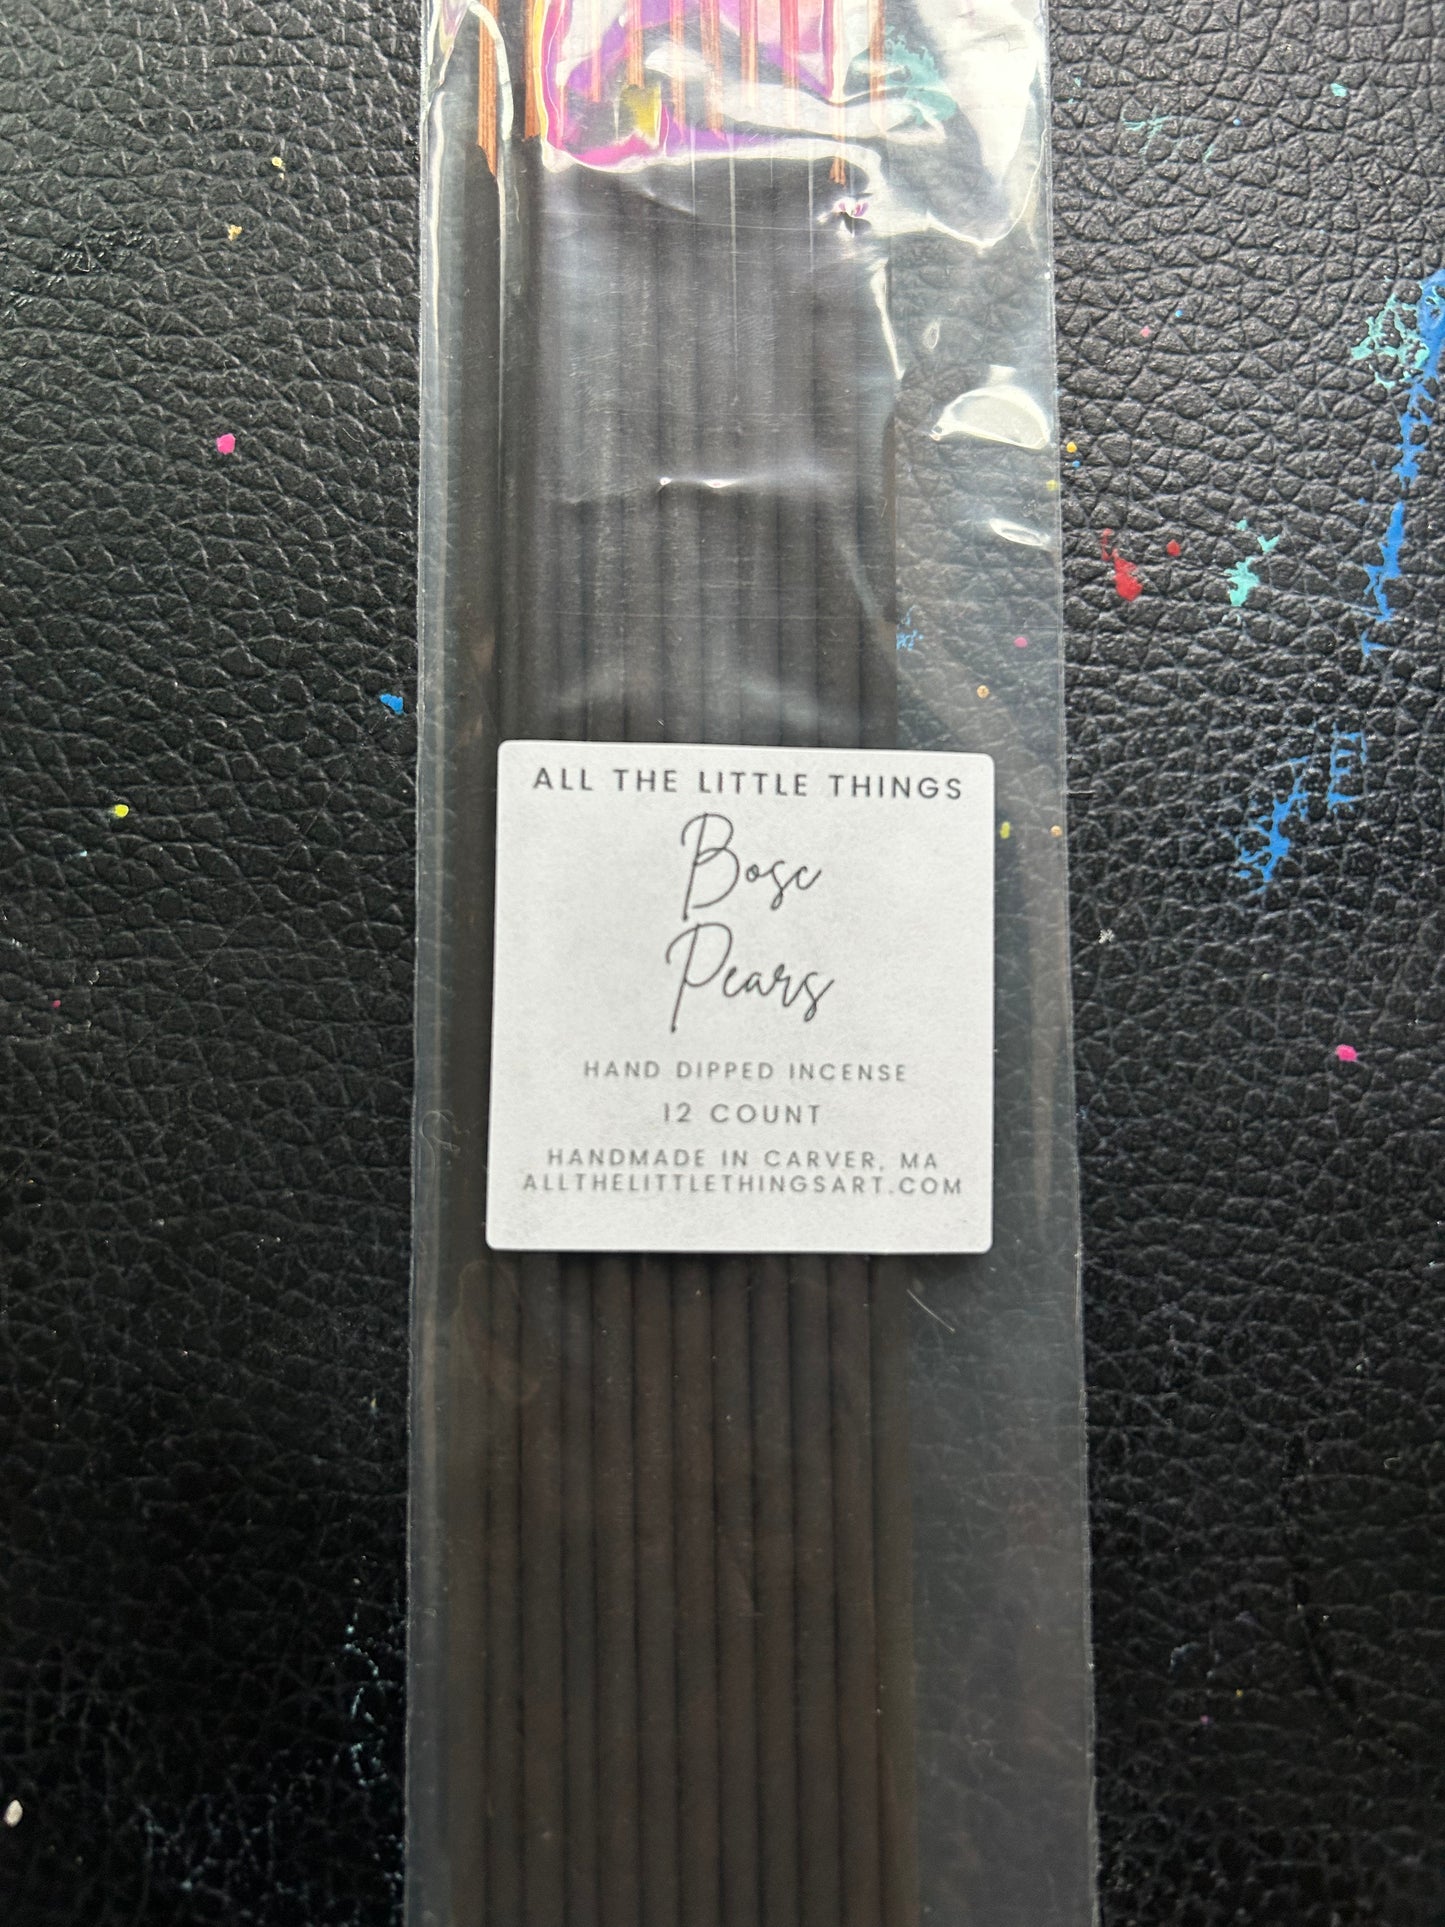 ALL THE LITTLE THINGS
Bosc
Pears
HAND DIPPED INCENSE
12 COUNT
HANDMADE IN CARVER, MA
ALLTHELITTLETHINGSART.COM